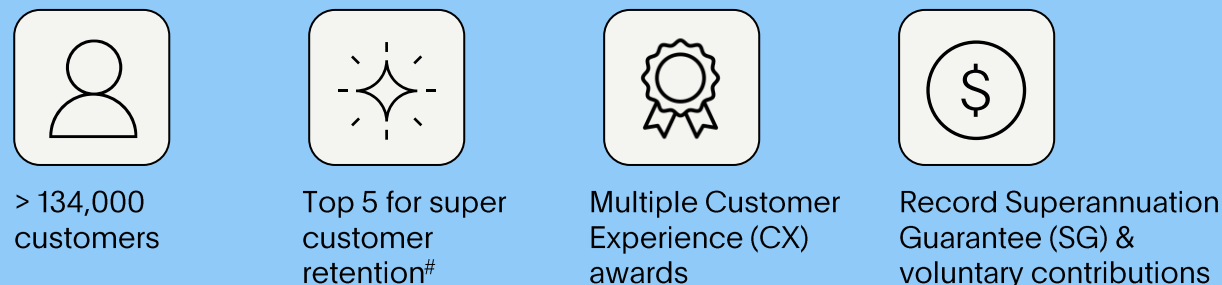 > 134,000
customers
Top 5 for super
customer
retention#
Multiple Customer
Experience (CX)
awards
$
Record Superannuation
Guarantee (SG) &
voluntary contributions